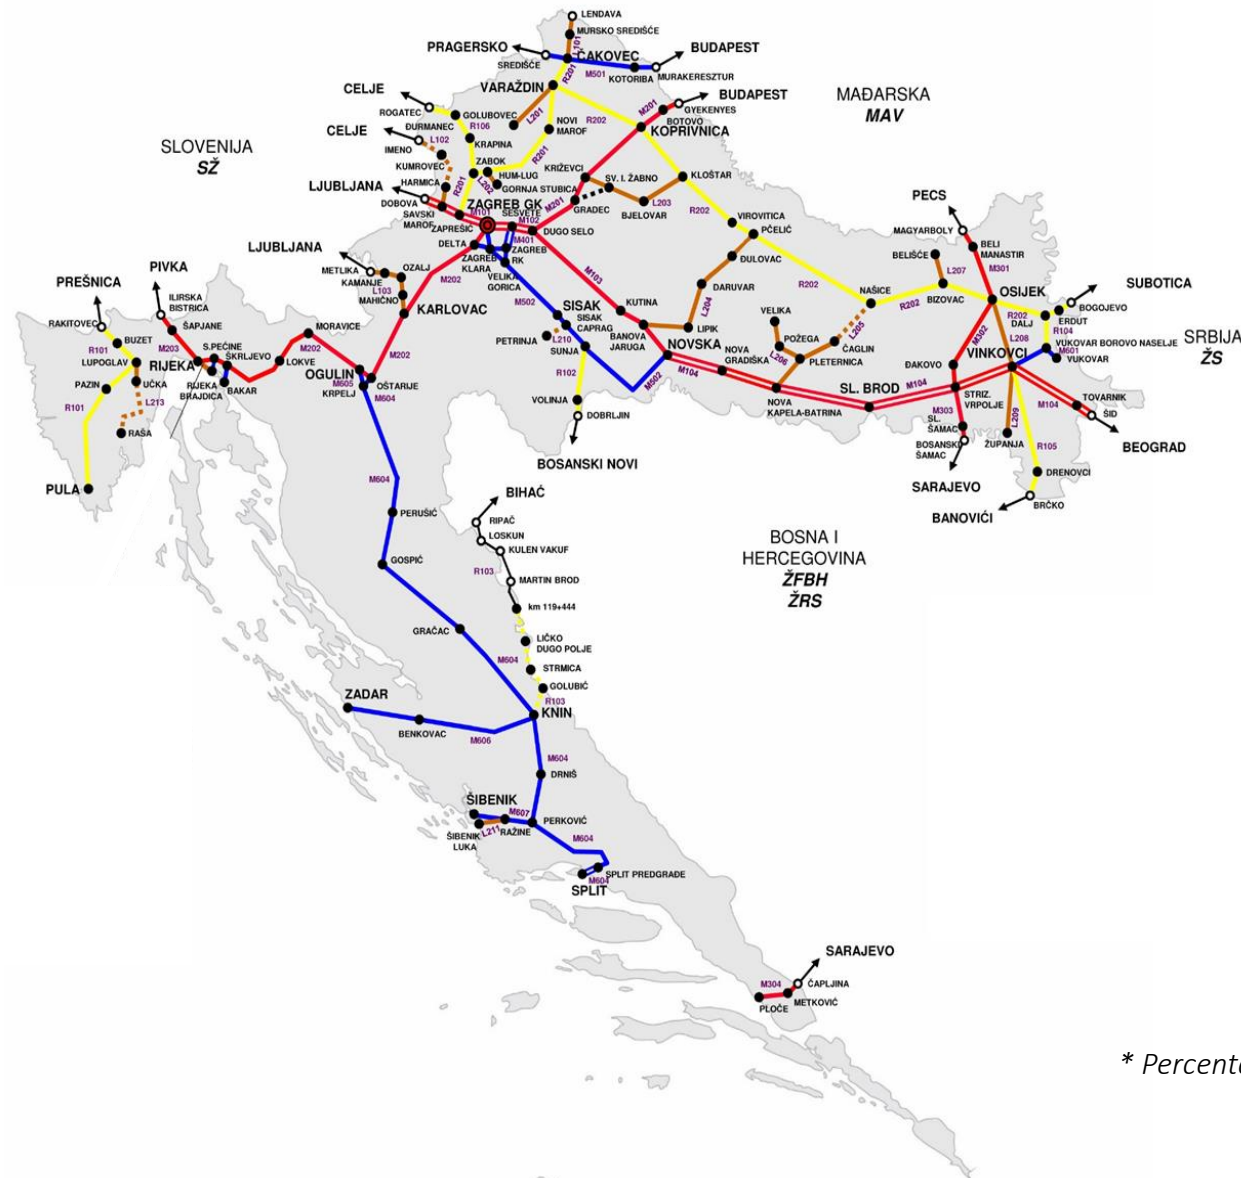 LENDAVA
MURSKO SREDIŠĆE
L101
PRAGERSKO
ČAKOVEC
BUDAPEST
SREDIŠĆE
R201
M501
KOTORIBA
MURAKERESZTUR
VARAŽDIN
CELJE
ROGATEC
GOLUBOVEC
L201
NOVI
MAROF
R202
M201
BUDAPEST
GYEKENYES
BOTOVO
KOPRIVNICA
MAĐARSKA
MAV
ĐURMANEC
R106
CELJE
L102
IMENO
KRAPINA
R201
SLOVENIJA
SŽ
KUMROVEC
ZABOK
HUM-LUG
KRIŽEVCI
SV. I. ŽABNO
KLOŠTAR
LJUBLJANA
HARMICA
R201
L202
GORNJA STUBICA
DOBOVA
ZAGREB GK
M201
GRADEC
BJELOVAR
L203
R202
SAVSKI
MAROF
M101
SESVETE
M102
ZAPREŠIĆ
DUGO SELO
VIROVITICA
PČELIĆ
PECS
MAGYARBOLY
BELI
MANASTIR
LJUBLJANA
DELTA
M401
ZAGREB
KLARA
ZAGREB
RK
VELIKA
GORICA
METLIKA
OZALJ
KAMANJE
L103
MAHIČNO
M202
KARLOVAC
M103
ĐULOVAC
DARUVAR
R202
BELIŠĆE
L207
M301
BIZOVAC
OSIJEK
SUBOTICA
PREŠNICA
PIVKA
ILIRSKA
BISTRICA
RAKITOVEC
ŠAPJANE
M502
SISAK
SISAK
CAPRAG
KUTINA
L204
NAŠICE
R202
R202
DALJ
BOGOJEVO
ERDUT
R104
SRBIJA
ŽS
BUZET
R101
M203
MORAVICE
M202
PETRINJA
L210
SUNJA
BANOVA
JARUGA
LIPIK
VELIKA
POŽEGA
L205
ČAGLIN
M302
L208
VUKOVAR BOROVO NASELJE
M601
VUKOVAR
LUPOGLAV
UČKA
S.PEĆINE
ŠKRLJEVO
RIJEKA
LOKVE
M202
NOVSKA
L206
PLETERNICA
ĐAKOVO
VINKOVCI
PAZIN
L213
RIJEKA
BRAJDICA
BAKAR
OGULIN
OŠTARIJE
M605
KRPELJ
M604
R102
M502
M104
NOVA
GRADIŠKA
SL. BROD
M104
STRIZ.
VRPOLJE
R101
RAŠA
VOLINJA
DOBRLJIN
NOVA
KAPELA-BATRINA
M303
SL.
ŠAMAC
BOSANSKI
ŠAMAC
L209
ŽUPANJA
M104
TOVARNIK
ŠID
BEOGRAD
R105
PULA
BOSANSKI NOVI
SARAJEVO
DRENOVCI
BRČKO
BANOVIĆI
M604
PERUŠIĆ
BIHAĆ
RIPAČ
LOSKUN
KULEN VAKUF
BOSNA I
HERCEGOVINA
ŽFBH
ŽRS
GOSPIĆ
R103
MARTIN BROD
km 119+444
GRAČAC
LIČKO
DUGO POLJE
M604
STRMICA
GOLUBIĆ
R103
ZADAR
KNIN
BENKOVAC
M606
M604
DRNIŠ
ŠIBENIK
M607
ŠIBENIK
LUKA
L211
RAŽINE
PERKOVIĆ
M604
SPLIT PREDGRAĐE
M604
SPLIT
SARAJEVO
M304
ČAPLJINA
PLOČE
METKOVIĆ
* Percenta